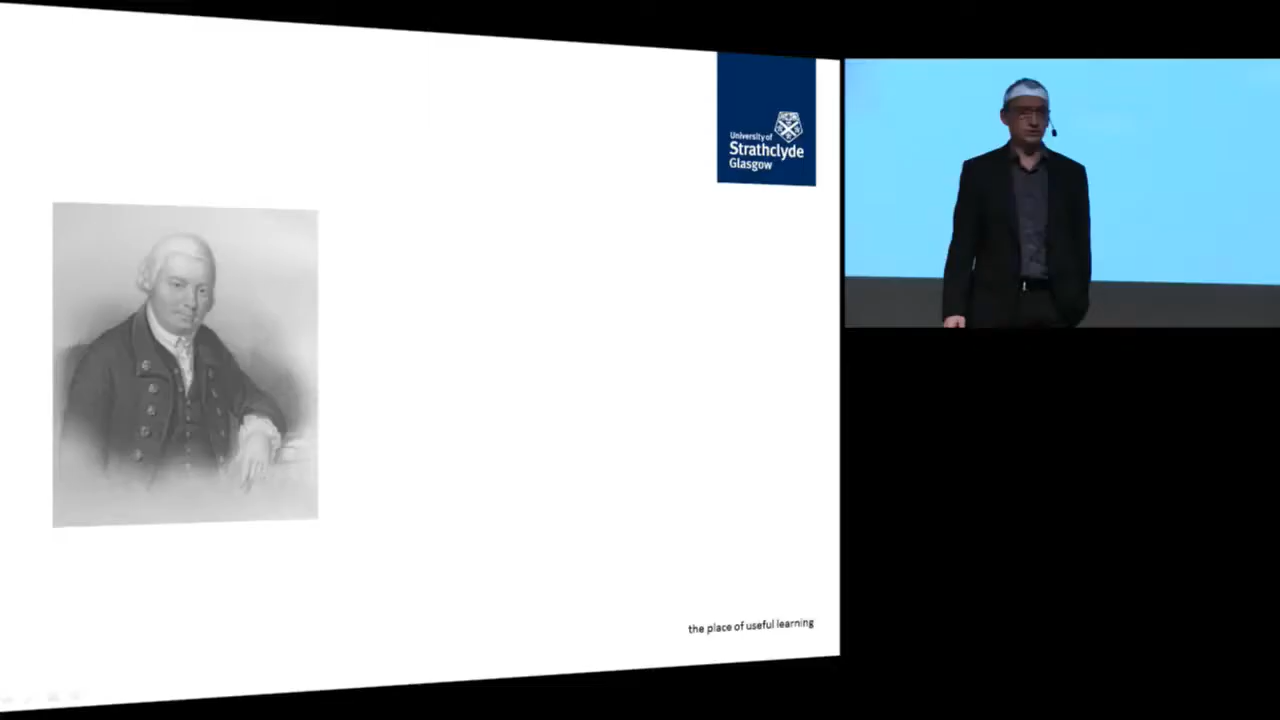 University of
Strathclyde
Glasgow
the place of useful learning